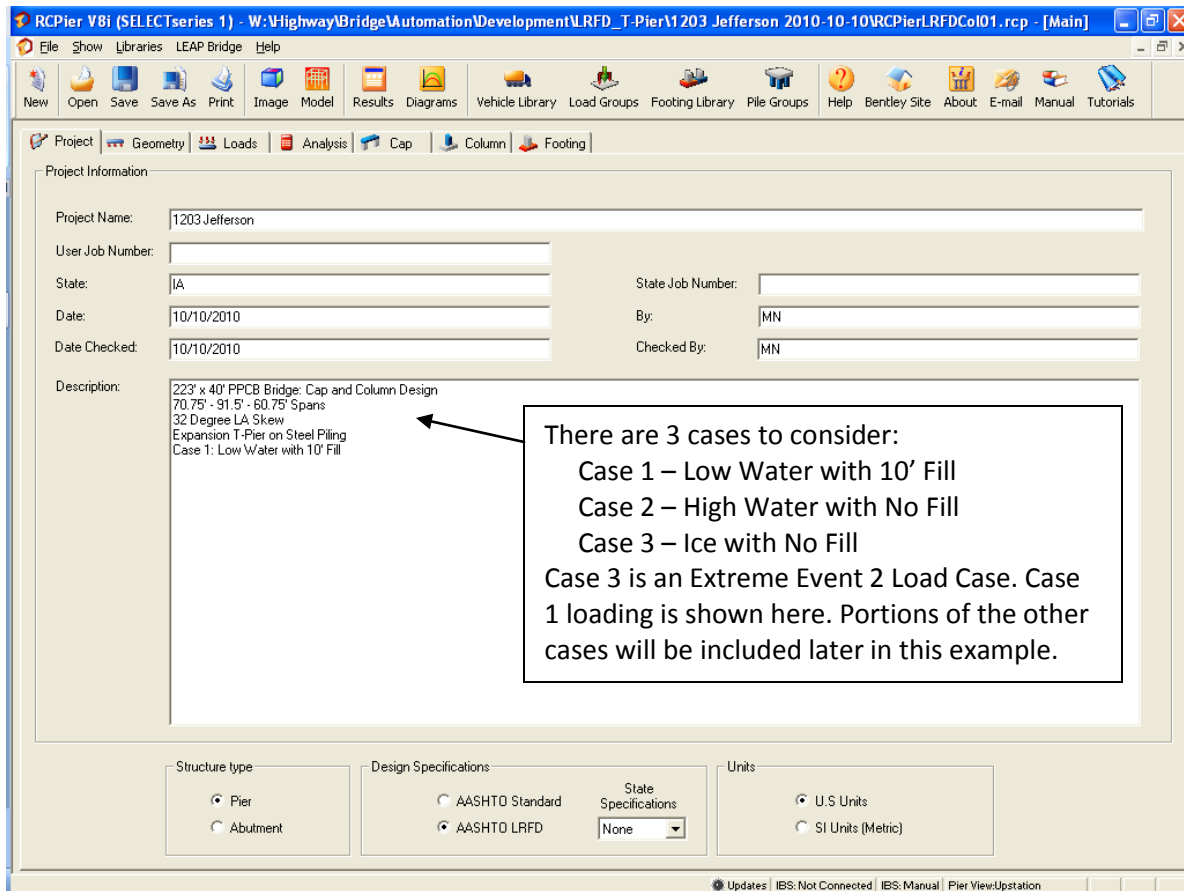 RCPier V8i (SELECTseries 1) - W:\Highway\Bridge\Automation\Development\LRFD_T-Pier\1203 Jefferson 2010-10-10\RCPierLRFDCol01.rcp - [Main]
File Show Libraries LEAP Bridge Help
New Open Save Save As Print Image Model Results Diagrams Vehicle Library Load Groups Footing Library Pile Groups Help Bentley Site About E-mail Manual Tutorials
Project Geometry Loads Analysis Cap Column Footing
Project Information
Project Name: 1203 Jefferson
User Job Number:
State: IA State Job Number:
Date: 10/10/2010 By: MN
Date Checked: 10/10/2010 Checked By: MN
Description:
223' x 40' PPCB Bridge: Cap and Column Design
70.75' - 91.5' - 60.75' Spans
32 Degree LA Skew
Expansion T-Pier on Steel Piling
Case 1: Low Water with 10' Fill
There are 3 cases to consider:
Case 1 – Low Water with 10’ Fill
Case 2 – High Water with No Fill
Case 3 – Ice with No Fill
Case 3 is an Extreme Event 2 Load Case. Case
1 loading is shown here. Portions of the other
cases will be included later in this example.
Structure type
Pier
Abutment
Design Specifications
AASHTO Standard
AASHTO LRFD
State
Specifications
None
Units
U.S Units
SI Units (Metric)
Updates IBS: Not Connected IBS: Manual Pier View:Upstation